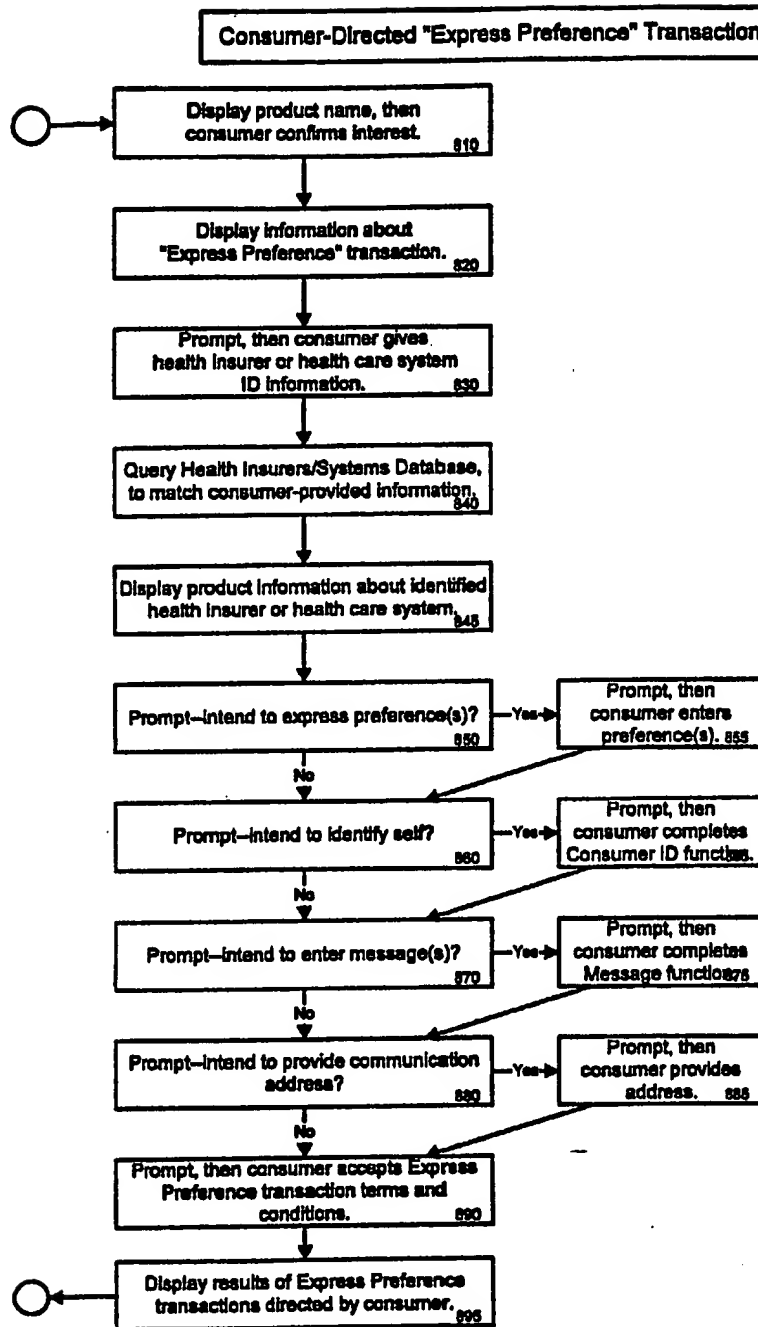 Consumer-Directed "Express Preference" Transaction
Display product name, then
consumer confirms interest.
810
Display information about
"Express Preference" transaction.
820
Prompt, then consumer gives
health insurer or health care system
ID information.
830
Query Health Insurers/Systems Database,
to match consumer-provided information.
840
Display product information about identified
health insurer or health care system.
845
Prompt–intend to express preference(s)?
850
Yes
Prompt, then
consumer enters
preference(s). 855
No
Prompt–intend to identify self?
860
Yes
Prompt, then
consumer completes
Consumer ID function.
No
Prompt–intend to enter message(s)?
870
Yes
Prompt, then
consumer completes
Message function 875
No
Prompt–intend to provide communication
address?
880
Yes
Prompt, then
consumer provides
address. 885
No
Prompt, then consumer accepts Express
Preference transaction terms and
conditions.
890
Display results of Express Preference
transactions directed by consumer.
895